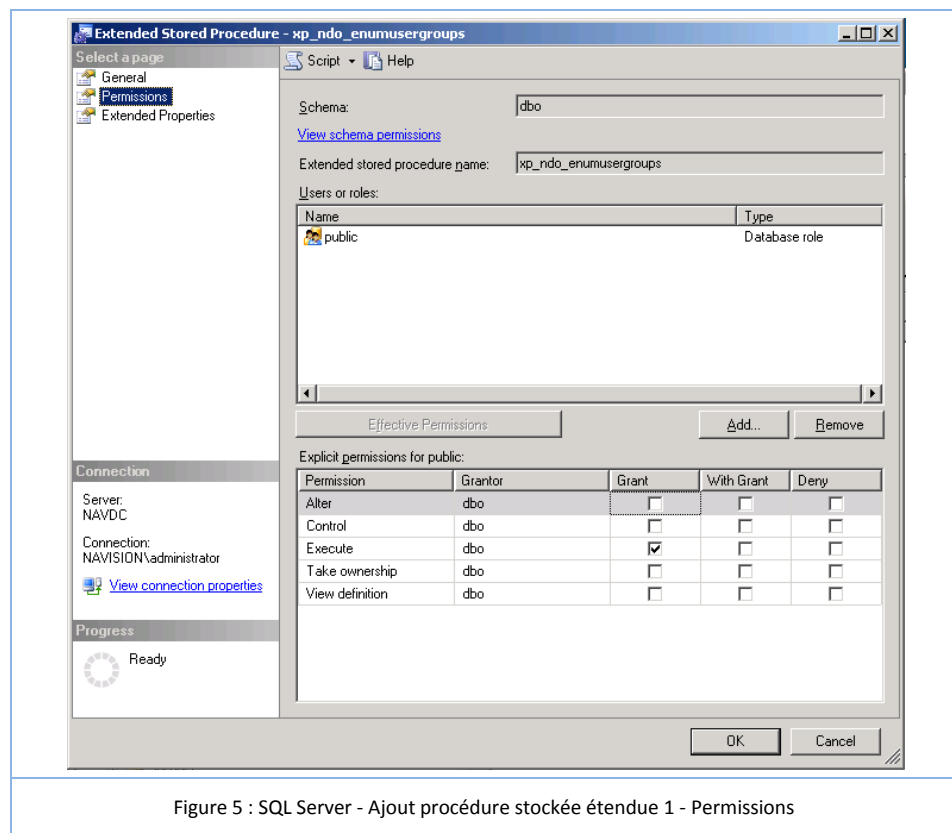 Extended Stored Procedure - xp_ndo_enumusergroups
Select a page
General
Permissions
Extended Properties
Script
Help
Schema:
dbo
View schema permissions
Extended stored procedure name:
xp_ndo_enumusergroups
Users or roles:
Name Type
public Database role
Effective Permissions
Add...
Remove
Explicit permissions for public:
Permission Grantor Grant With Grant Deny
Alter dbo
Control dbo
Execute dbo
Take ownership dbo
View definition dbo
Connection
Server:
NAVDC
Connection:
NAVISION\administrator
View connection properties
Progress
Ready
OK
Cancel
Figure 5 : SQL Server - Ajout procédure stockée étendue 1 - Permissions